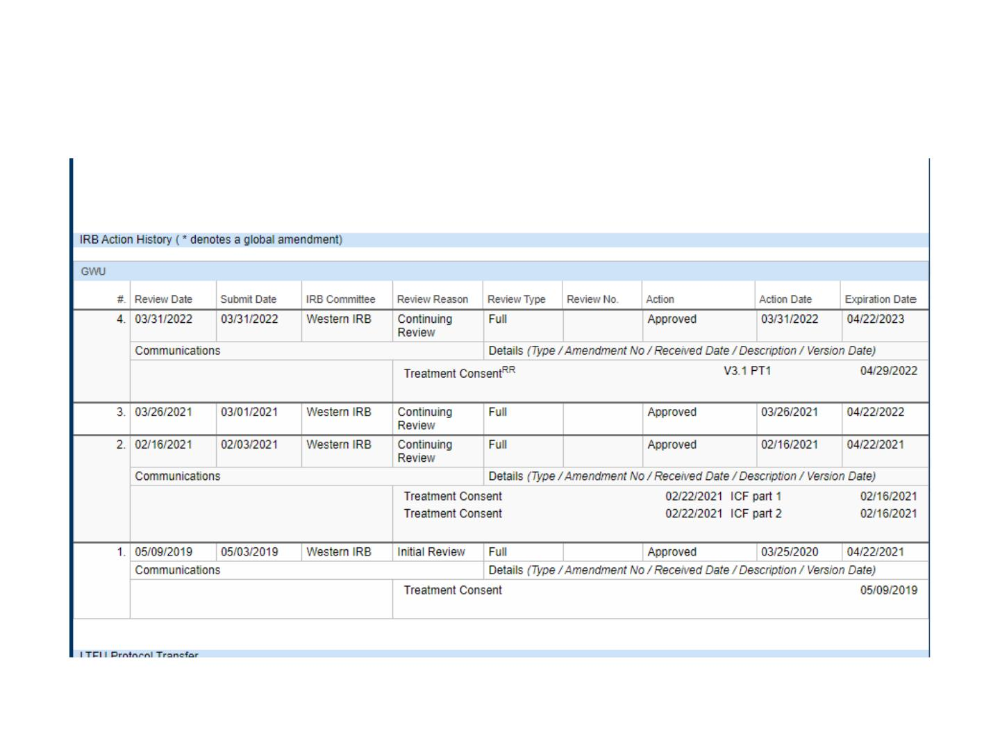 IRB Action History ( * denotes a global amendment)
GWU
#. Review Date Submit Date IRB Committee Review Reason Review Type Review No. Action Action Date Expiration Date
4. 03/31/2022 03/31/2022 Western IRB Continuing Review Full Approved 03/31/2022 04/22/2023
Communications Details (Type / Amendment No / Received Date / Description / Version Date)
Treatment ConsentRR V3.1 PT1 04/29/2022
3. 03/26/2021 03/01/2021 Western IRB Continuing Review Full Approved 03/26/2021 04/22/2022
2. 02/16/2021 02/03/2021 Western IRB Continuing Review Full Approved 02/16/2021 04/22/2021
Communications Details (Type / Amendment No / Received Date / Description / Version Date)
Treatment Consent 02/22/2021 ICF part 1 02/16/2021
Treatment Consent 02/22/2021 ICF part 2 02/16/2021
1. 05/09/2019 05/03/2019 Western IRB Initial Review Full Approved 03/25/2020 04/22/2021
Communications Details (Type / Amendment No / Received Date / Description / Version Date)
Treatment Consent 05/09/2019
LTFU Protocol Transfer